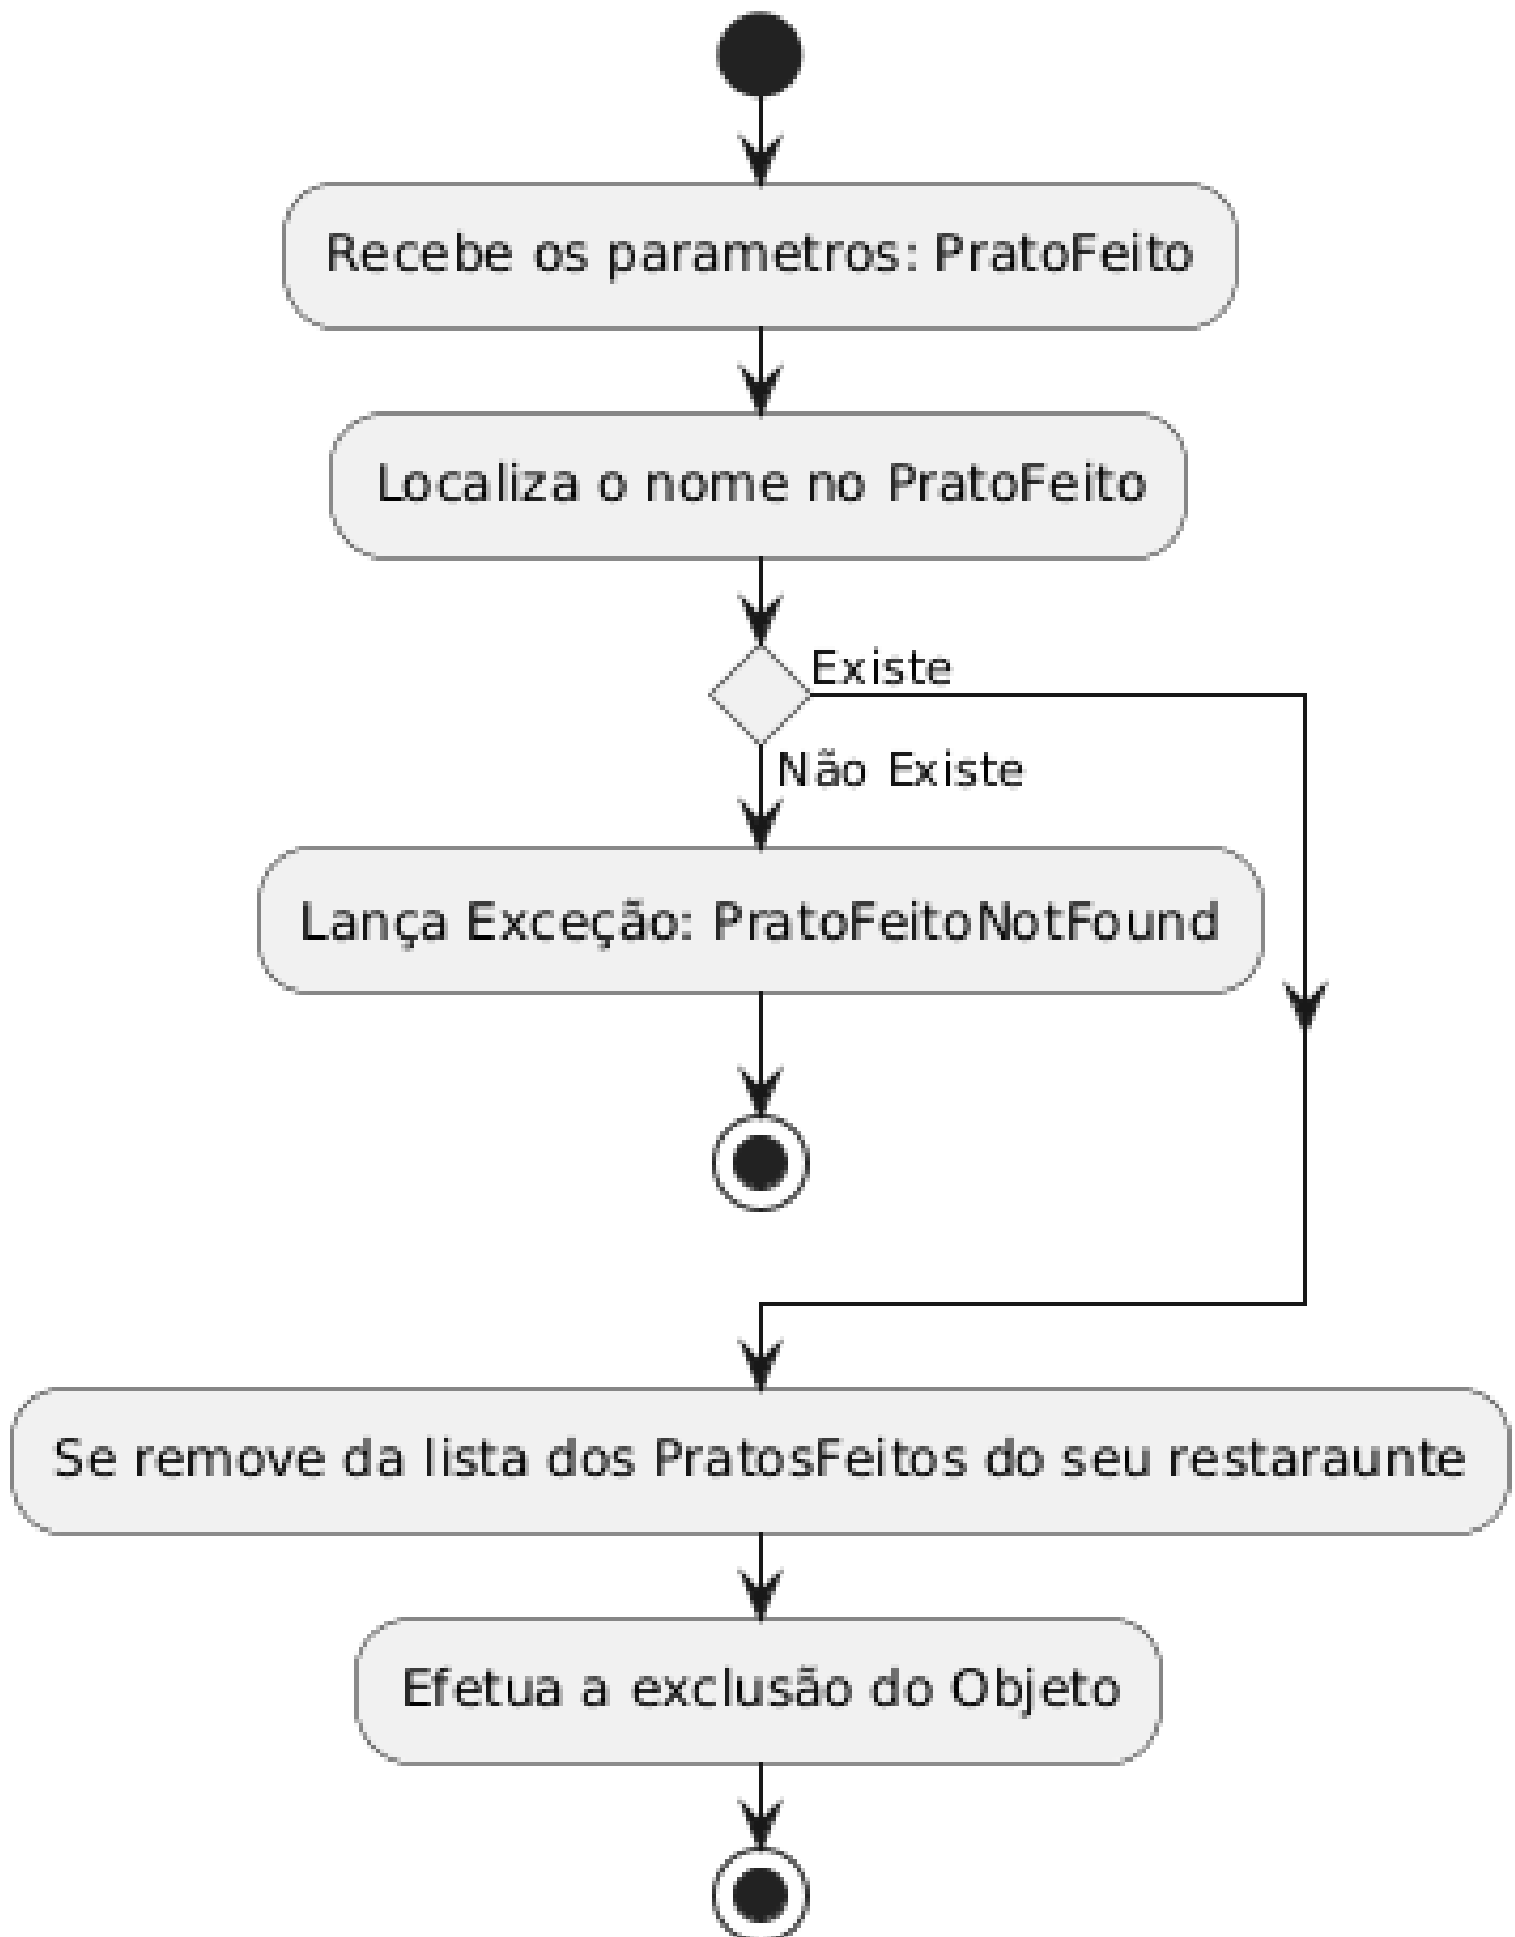 Recebe os parametros: PratoFeito
Localiza o nome no PratoFeito
Existe
Não Existe
Lança Exceção: PratoFeitoNotFound
Se remove da lista dos PratosFeitos do seu restaraunte
Efetua a exclusão do Objeto